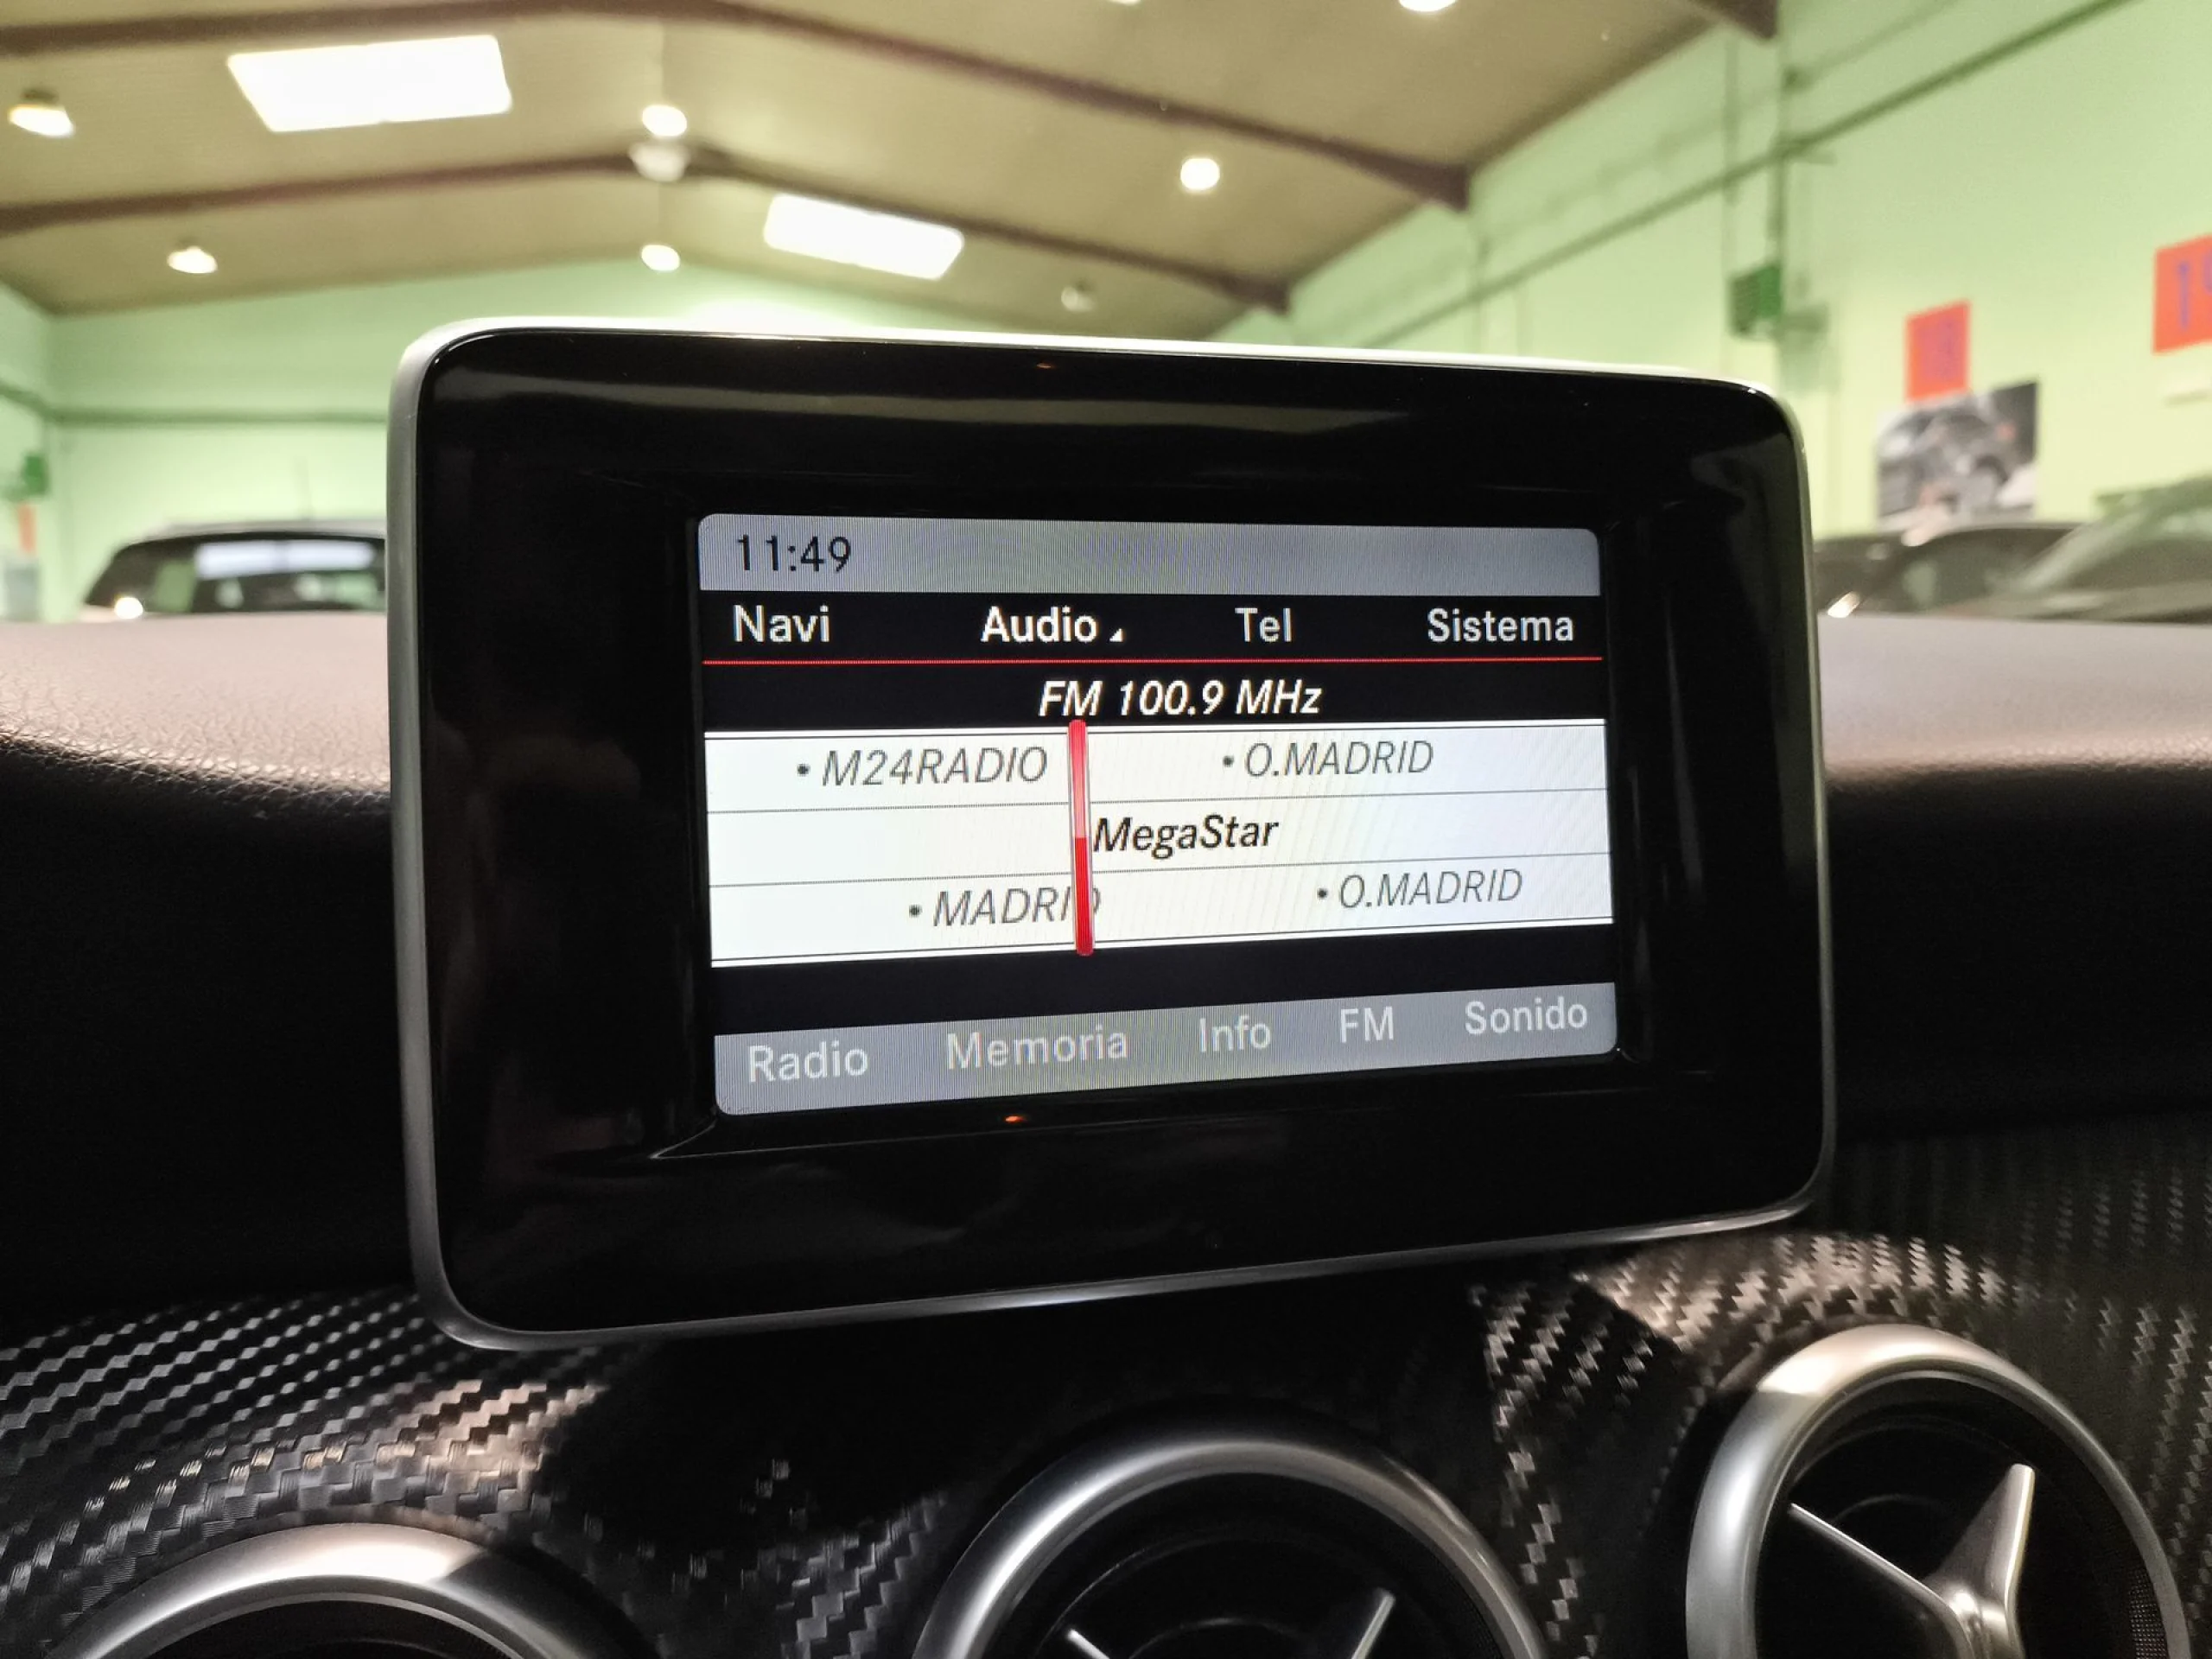 11:49
Navi Audio Tel Sistema
FM 100.9 MHz
• M24RADIO • O.MADRID
MegaStar
• MADRID • O.MADRID
Radio Memoria Info FM Sonido